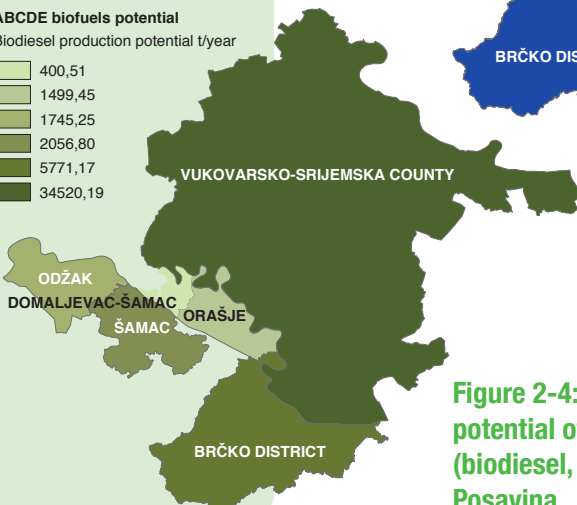 ABCDE biofuels potential
Biodiesel production potential t/year
400,51
1499,45
1745,25
2056,80
5771,17
34520,19
BRČKO
VUKOVARSKO-SRIJEMSKA COUNTY
ODŽAK
DOMALJEVAC-ŠAMAC
ORAŠJE
ŠAMAC
BRČKO DISTRICT
Figure 2-4:
potential
(biodiesel,
Posavina